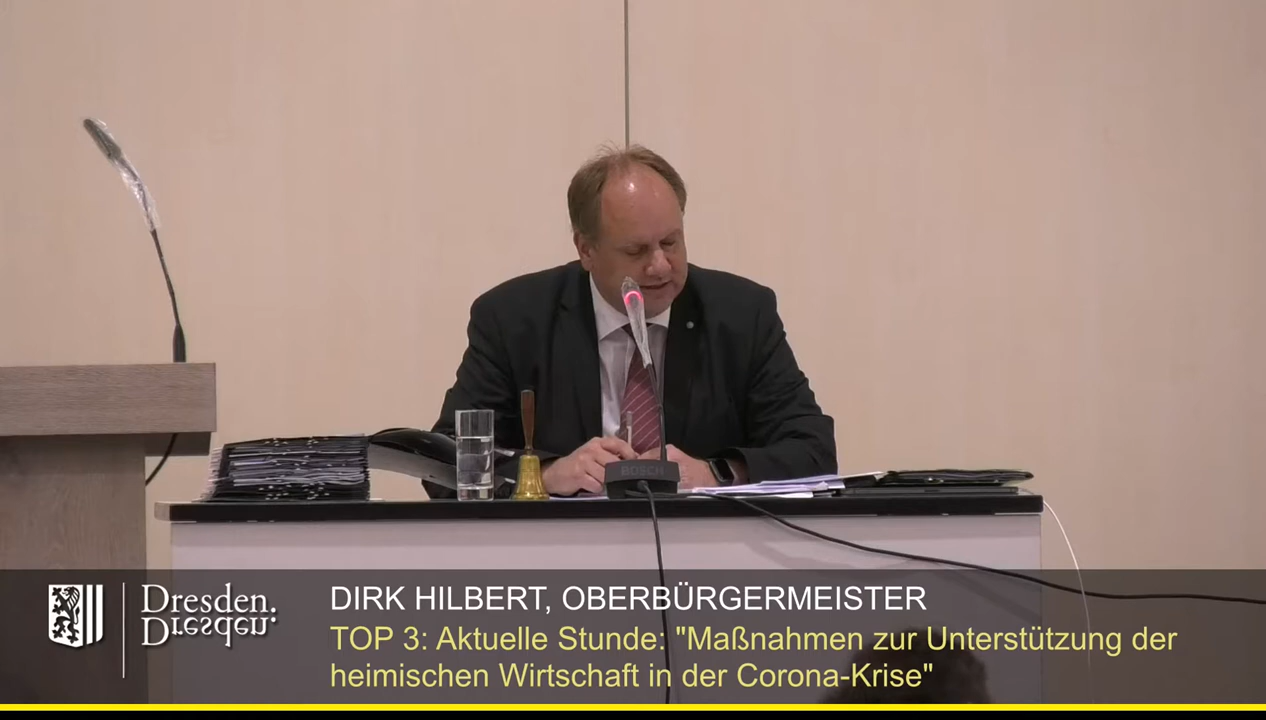 BOSCH
Dresden.
Dresden.
DIRK HILBERT, OBERBÜRGERMEISTER
TOP 3: Aktuelle Stunde: "Maßnahmen zur Unterstützung der
heimischen Wirtschaft in der Corona-Krise"